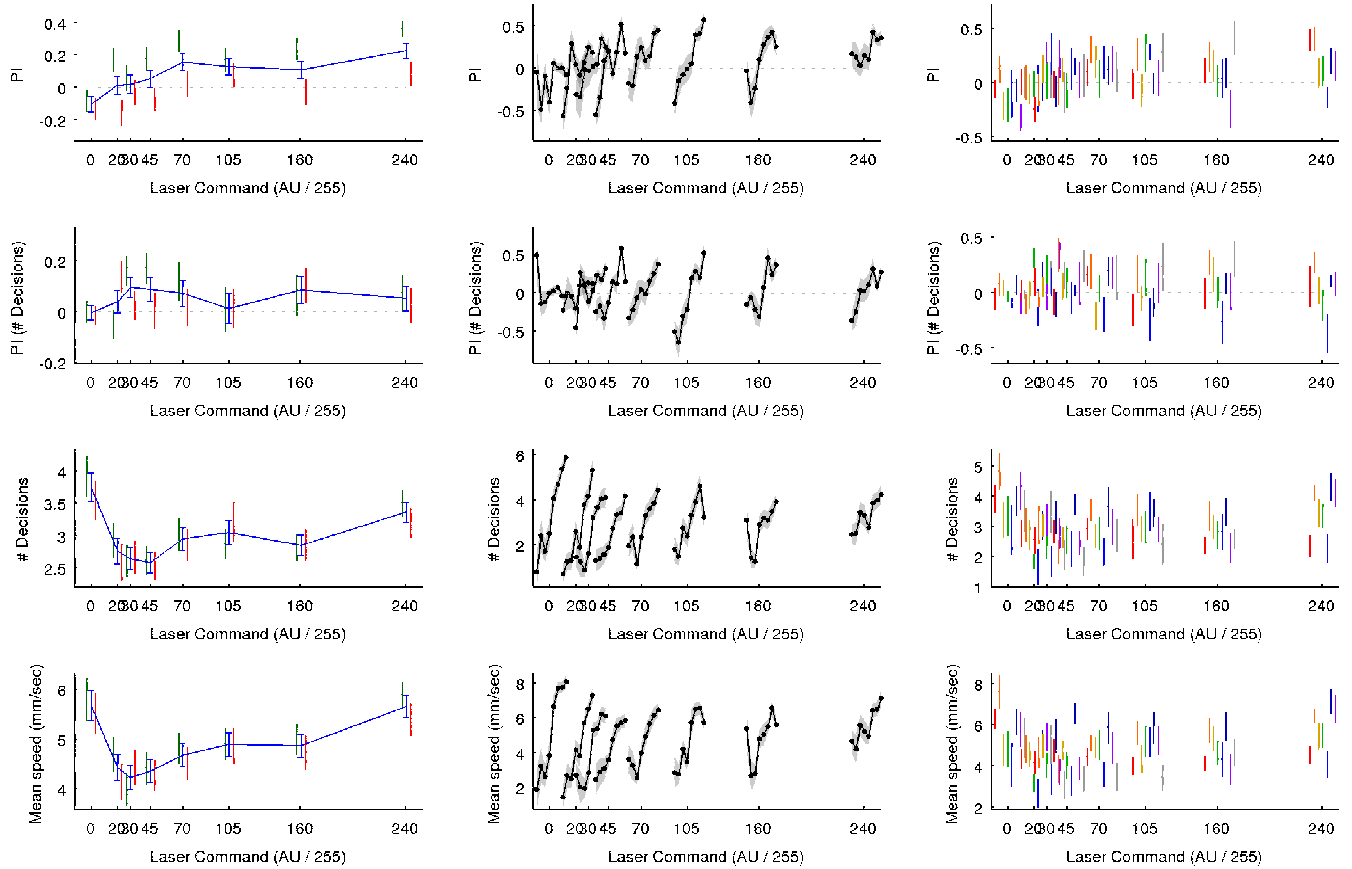 PI
0.4
0.2
0
-0.2
0 20 30 45 70 105 160 240
Laser Command (AU / 255)
PI
0.5
0
-0.5
0 20 30 45 70 105 160 240
Laser Command (AU / 255)
PI
0.5
0
-0.5
0 20 30 45 70 105 160 240
Laser Command (AU / 255)
PI (# Decisions)
0.2
0
-0.2
0 20 30 45 70 105 160 240
Laser Command (AU / 255)
PI (# Decisions)
0.5
0
-0.5
0 20 30 45 70 105 160 240
Laser Command (AU / 255)
PI (# Decisions)
0.5
0
-0.5
0 20 30 45 70 105 160 240
Laser Command (AU / 255)
# Decisions
4
3.5
3
2.5
0 20 30 45 70 105 160 240
Laser Command (AU / 255)
# Decisions
6
4
2
0 20 30 45 70 105 160 240
Laser Command (AU / 255)
# Decisions
5
4
3
2
1
0 20 30 45 70 105 160 240
Laser Command (AU / 255)
Mean speed (mm/sec)
6
5
4
0 20 30 45 70 105 160 240
Laser Command (AU / 255)
Mean speed (mm/sec)
8
6
4
2
0 20 30 45 70 105 160 240
Laser Command (AU / 255)
Mean speed (mm/sec)
8
6
4
2
0 20 30 45 70 105 160 240
Laser Command (AU / 255)